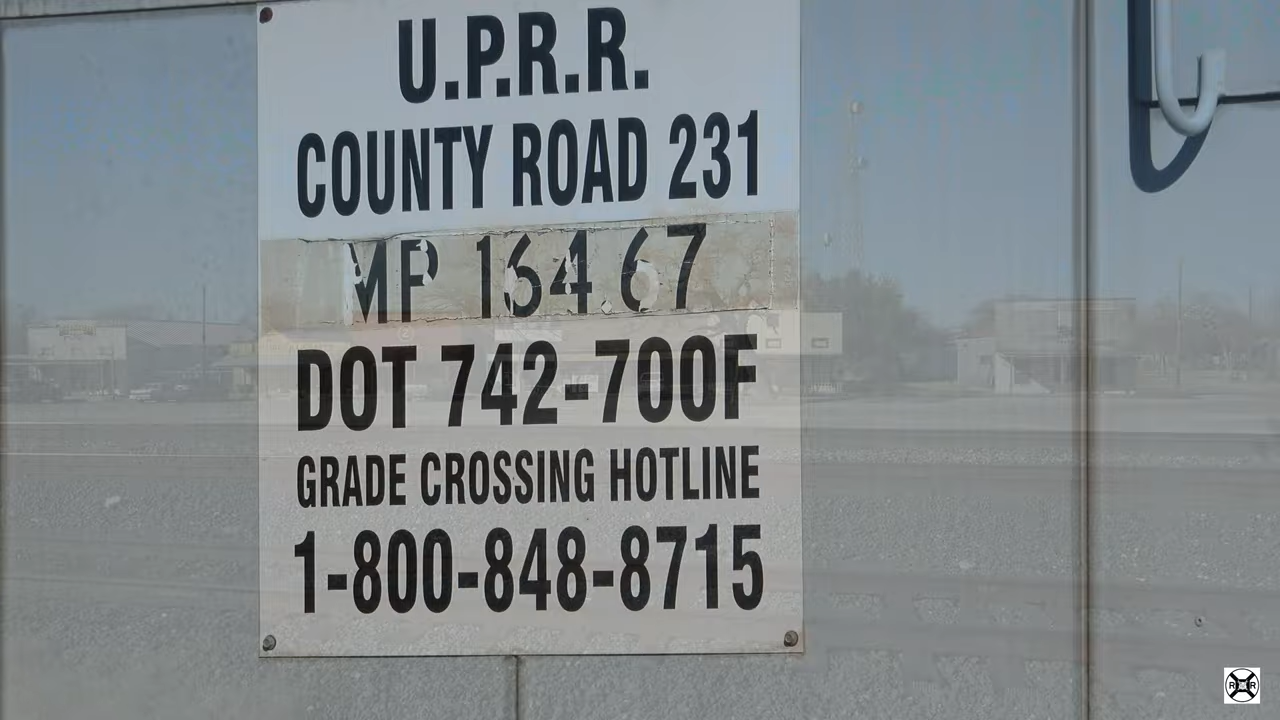 U.P.R.R.
COUNTY ROAD 231
MP 164.67
DOT 742-700F
GRADE CROSSING HOTLINE
1-800-848-8715
R R